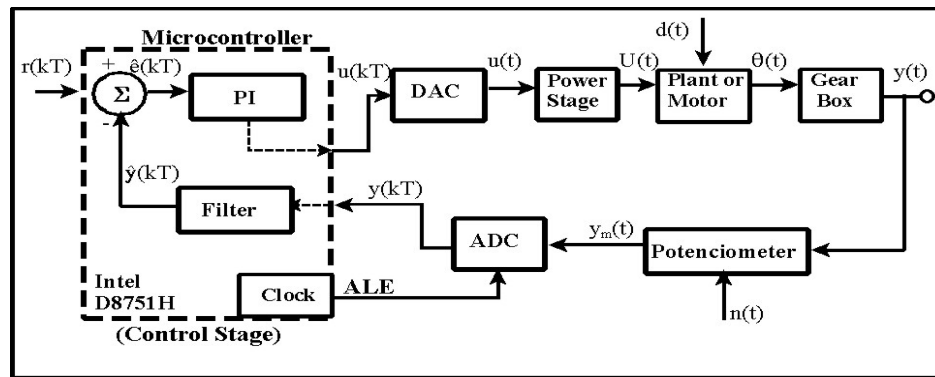 Microcontroller
d(t)
r(kT)
+
ê(kT)
Σ
-
PI
u(kT)
DAC
u(t)
Power
Stage
U(t)
Plant or
Motor
θ(t)
Gear
Box
y(t)
ŷ(kT)
Filter
y(kT)
ADC
yₘ(t)
Potenciometer
Intel
D8751H
Clock
ALE
n(t)
(Control Stage)